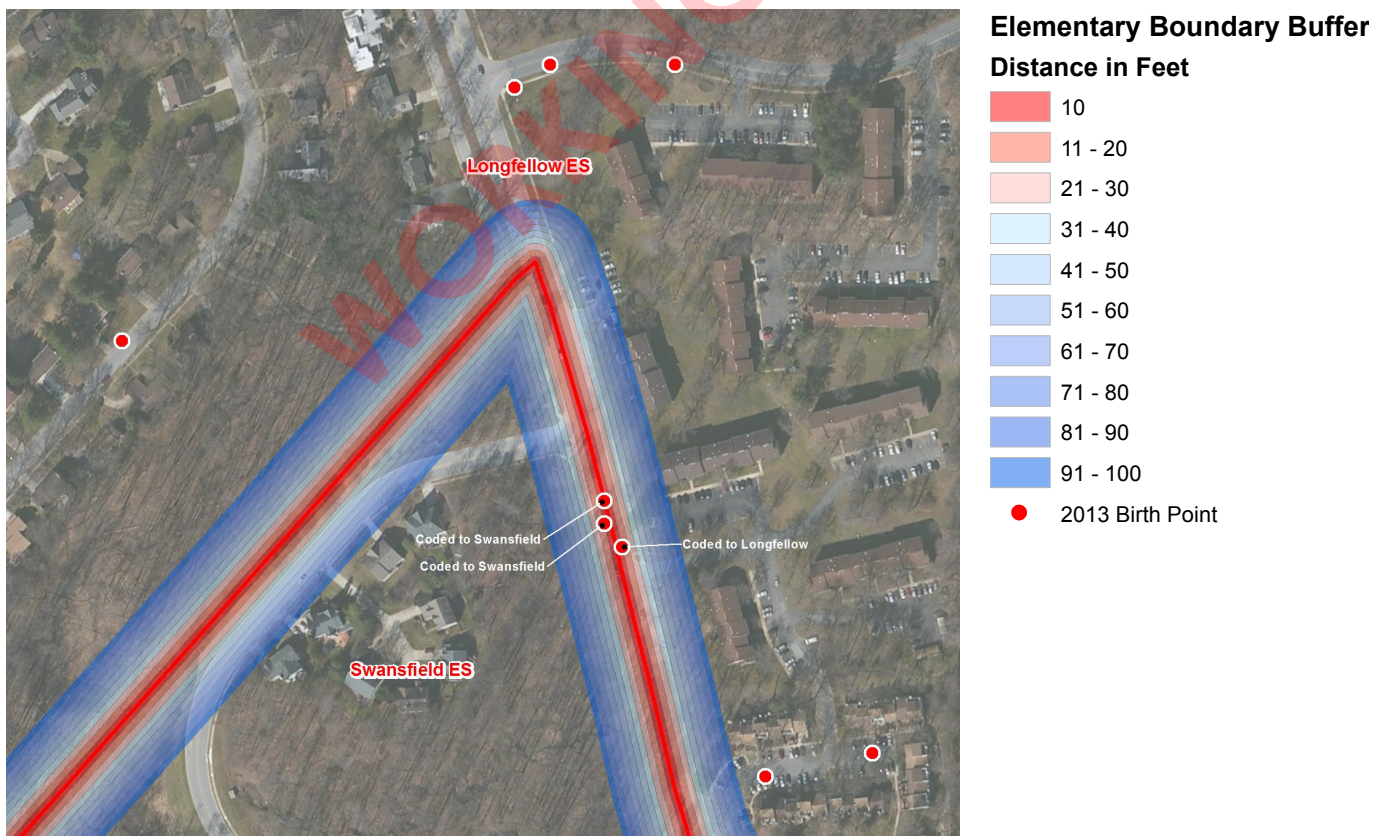 WORKING
Longfellow ES
Coded to Swansfield
Coded to Swansfield
Coded to Longfellow
Swansfield ES
Elementary Boundary Buffer
Distance in Feet
10
11 - 20
21 - 30
31 - 40
41 - 50
51 - 60
61 - 70
71 - 80
81 - 90
91 - 100
2013 Birth Point